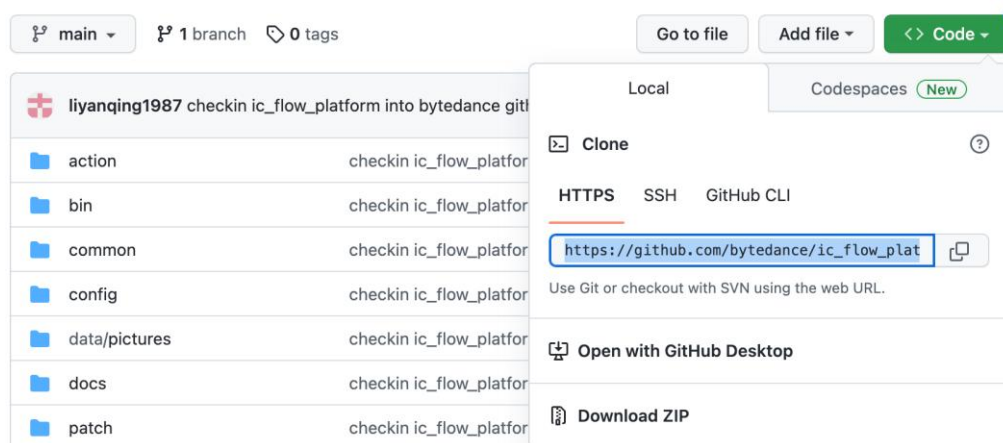 main 1 branch 0 tags Go to file Add file <> Code
liyanqing1987 checkin ic_flow_platform into bytedance
Local Codespaces New
Clone
action checkin ic_flow_platfor
HTTPS SSH GitHub CLI
bin checkin ic_flow_platfor
common checkin ic_flow_platfor
https://github.com/bytedance/ic_flow_plat
config checkin ic_flow_platfor
Use Git or checkout with SVN using the web URL.
data/pictures checkin ic_flow_platfor
Open with GitHub Desktop
docs checkin ic_flow_platfor
patch checkin ic_flow_platfor
Download ZIP